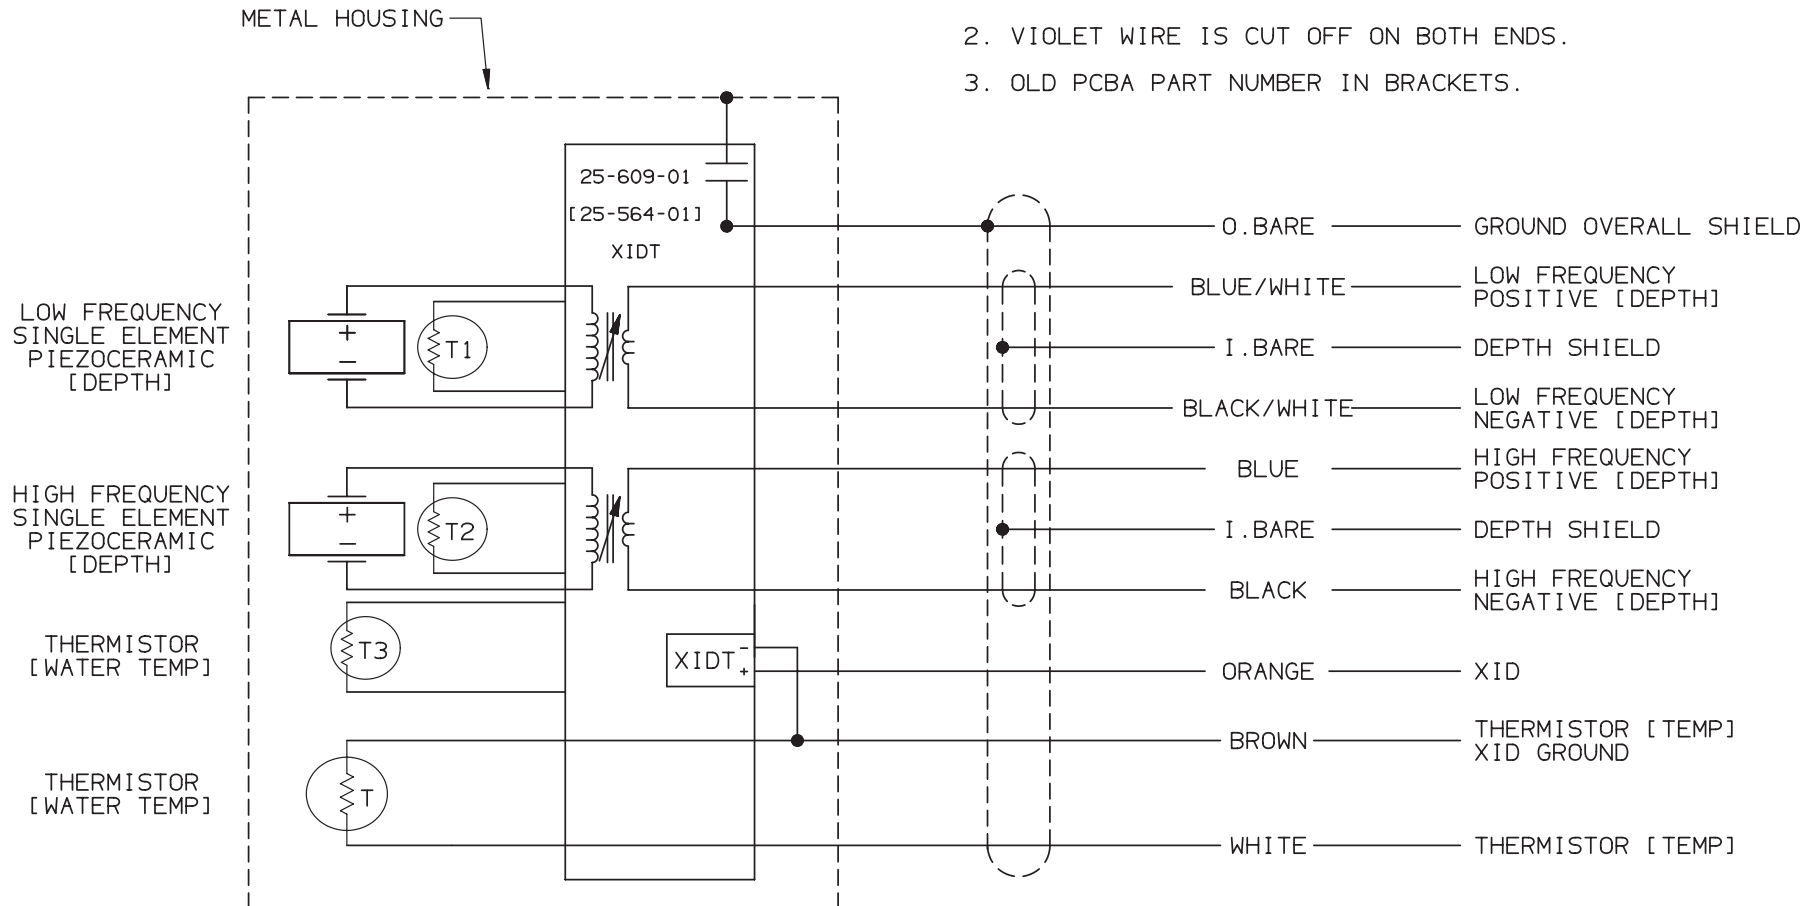 METAL HOUSING
2. VIOLET WIRE IS CUT OFF ON BOTH ENDS.
3. OLD PCBA PART NUMBER IN BRACKETS.
25-609-01
[25-564-01]
XIDT
O.BARE
GROUND OVERALL SHIELD
BLUE/WHITE
LOW FREQUENCY
POSITIVE [DEPTH]
LOW FREQUENCY
SINGLE ELEMENT
PIEZOCERAMIC
[DEPTH]
+
−
T1
I.BARE
DEPTH SHIELD
BLACK/WHITE
LOW FREQUENCY
NEGATIVE [DEPTH]
BLUE
HIGH FREQUENCY
POSITIVE [DEPTH]
HIGH FREQUENCY
SINGLE ELEMENT
PIEZOCERAMIC
[DEPTH]
+
−
T2
I.BARE
DEPTH SHIELD
BLACK
HIGH FREQUENCY
NEGATIVE [DEPTH]
THERMISTOR
[WATER TEMP]
T3
XIDT
−
+
ORANGE
XID
BROWN
THERMISTOR [TEMP]
XID GROUND
THERMISTOR
[WATER TEMP]
T
WHITE
THERMISTOR [TEMP]